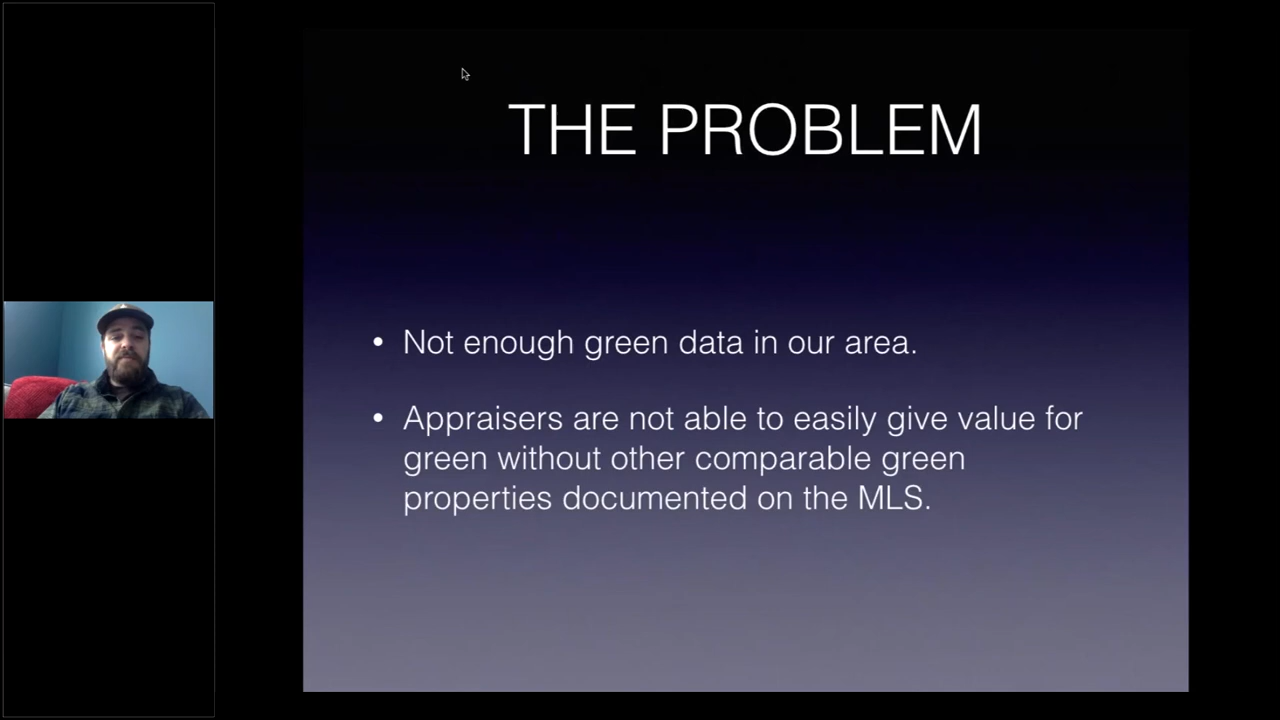 THE PROBLEM
• Not enough green data in our area.
• Appraisers are not able to easily give value for
green without other comparable green
properties documented on the MLS.